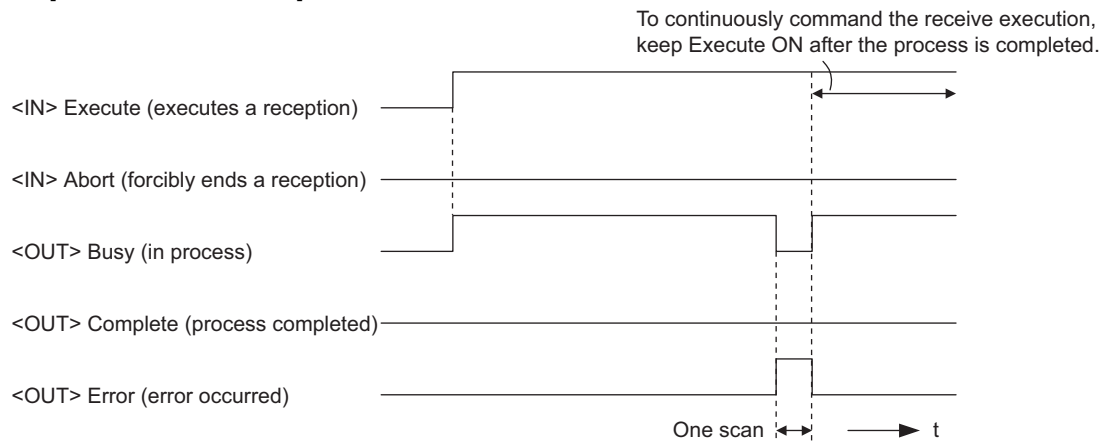 To continuously command the receive execution,
keep Execute ON after the process is completed.
<IN> Execute (executes a reception)
<IN> Abort (forcibly ends a reception)
<OUT> Busy (in process)
<OUT> Complete (process completed)
<OUT> Error (error occurred)
One scan
t